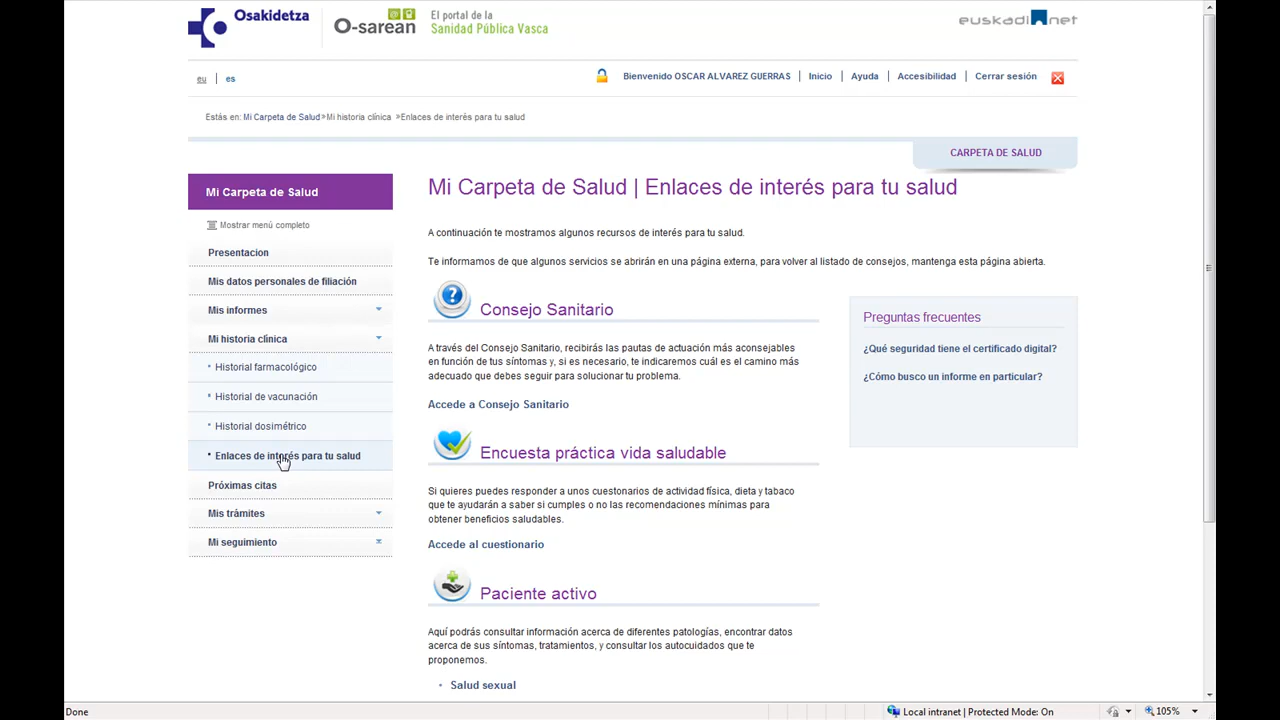 Osakidetza
O-sarean
El portal de la
Sanidad Pública Vasca
euskadi net
eu | es
Bienvenido OSCAR ALVAREZ GUERRAS | Inicio | Ayuda | Accesibilidad | Cerrar sesión
Estás en: Mi Carpeta de Salud » Mi historia clínica » Enlaces de interés para tu salud
CARPETA DE SALUD
Mi Carpeta de Salud
Mostrar menú completo
Presentacion
Mis datos personales de filiación
Mis informes
Mi historia clínica
Historial farmacológico
Historial de vacunación
Historial dosimétrico
Enlaces de interés para tu salud
Próximas citas
Mis trámites
Mi seguimiento
Mi Carpeta de Salud | Enlaces de interés para tu salud
A continuación te mostramos algunos recursos de interés para tu salud.
Te informamos de que algunos servicios se abrirán en una página externa, para volver al listado de consejos, mantenga esta página abierta.
Consejo Sanitario
A través del Consejo Sanitario, recibirás las pautas de actuación más aconsejables
en función de tus síntomas y, si es necesario, te indicaremos cuál es el camino más
adecuado que debes seguir para solucionar tu problema.
Accede a Consejo Sanitario
Encuesta práctica vida saludable
Si quieres puedes responder a unos cuestionarios de actividad física, dieta y tabaco
que te ayudarán a saber si cumples o no las recomendaciones mínimas para
obtener beneficios saludables.
Accede al cuestionario
Paciente activo
Aquí podrás consultar información acerca de diferentes patologías, encontrar datos
acerca de sus síntomas, tratamientos, y consultar los autocuidados que te
proponemos.
Salud sexual
Preguntas frecuentes
¿Qué seguridad tiene el certificado digital?
¿Cómo busco un informe en particular?
Done
Local intranet | Protected Mode: On
105%